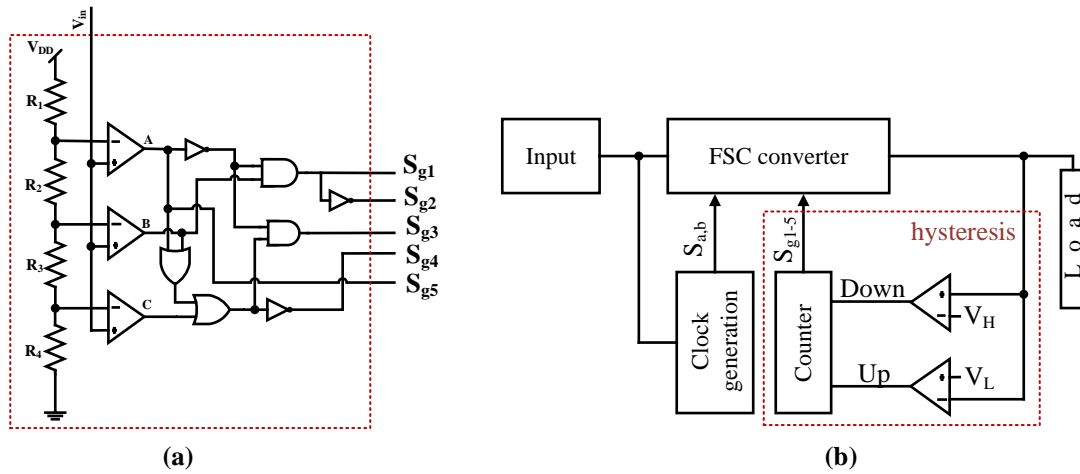 Vin
VDD
R1
R2
R3
R4
A
B
C
Sg1
Sg2
Sg3
Sg4
Sg5
(a)
Input
FSC converter
Sa,b
Sg1-5
hysteresis
Clock
generation
Counter
Down
Up
VH
VL
Load
(b)